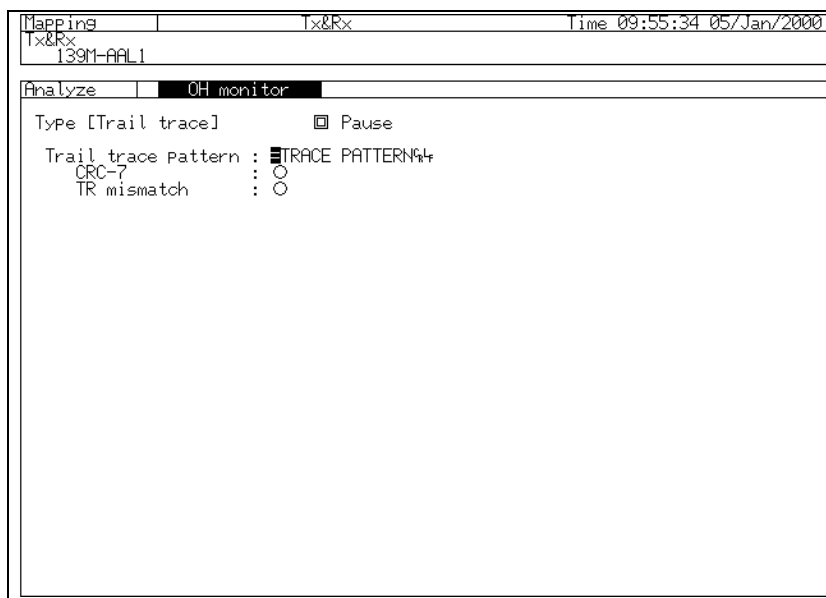 Mapping Tx&Rx Time 09:55:34 05/Jan/2000
Tx&Rx
139M-AAL1
Analyze OH monitor
Type [Trail trace] Pause
Trail trace pattern : TRACE PATTERN
CRC-7 :
TR mismatch :